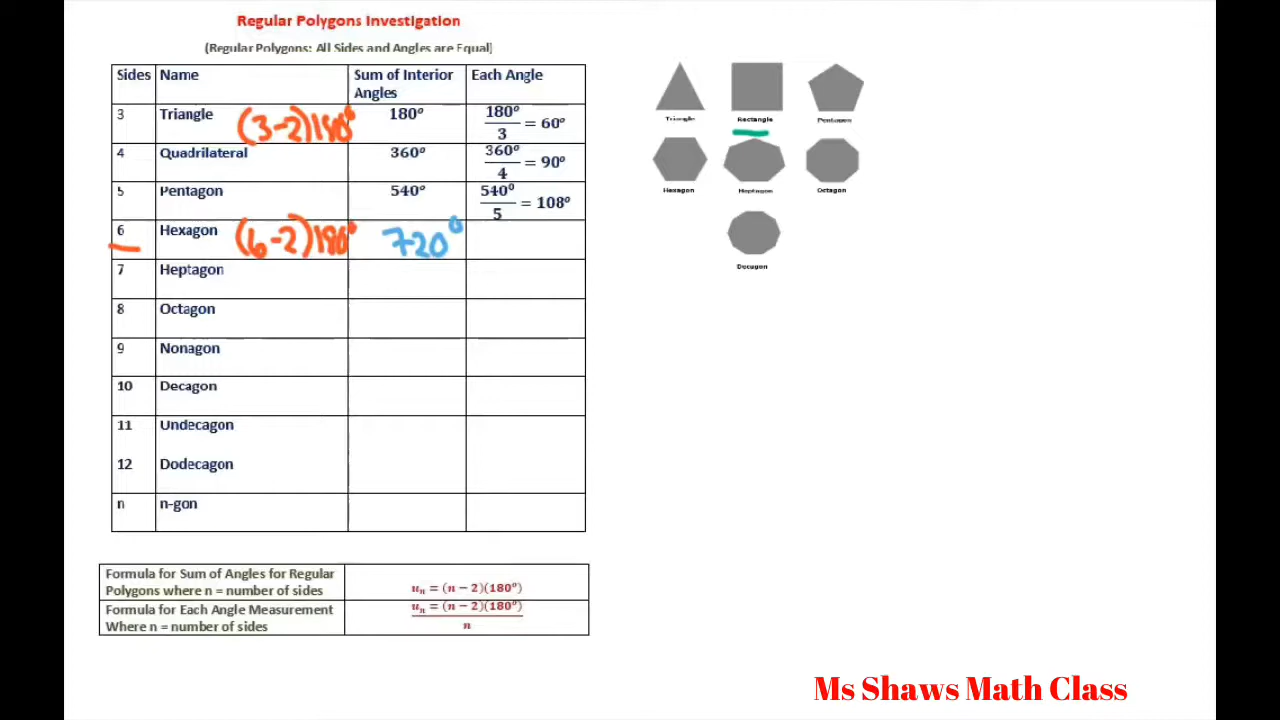 Regular Polygons Investigation
(Regular Polygons: All Sides and Angles are Equal)
Sides Name Sum of Interior Angles Each Angle
3 Triangle (3-2)180° 180° 180°/3 = 60°
4 Quadrilateral 360° 360°/4 = 90°
5 Pentagon 540° 540°/5 = 108°
6 Hexagon (6-2)180° 720°
7 Heptagon
8 Octagon
9 Nonagon
10 Decagon
11 Undecagon
12 Dodecagon
n n-gon
Formula for Sum of Angles for Regular
Polygons where n = number of sides
uₙ = (n − 2)(180°)
Formula for Each Angle Measurement
Where n = number of sides
uₙ = (n − 2)(180°)
n
Triangle Rectangle Pentagon
Hexagon Heptagon Octagon
Decagon
Ms Shaws Math Class